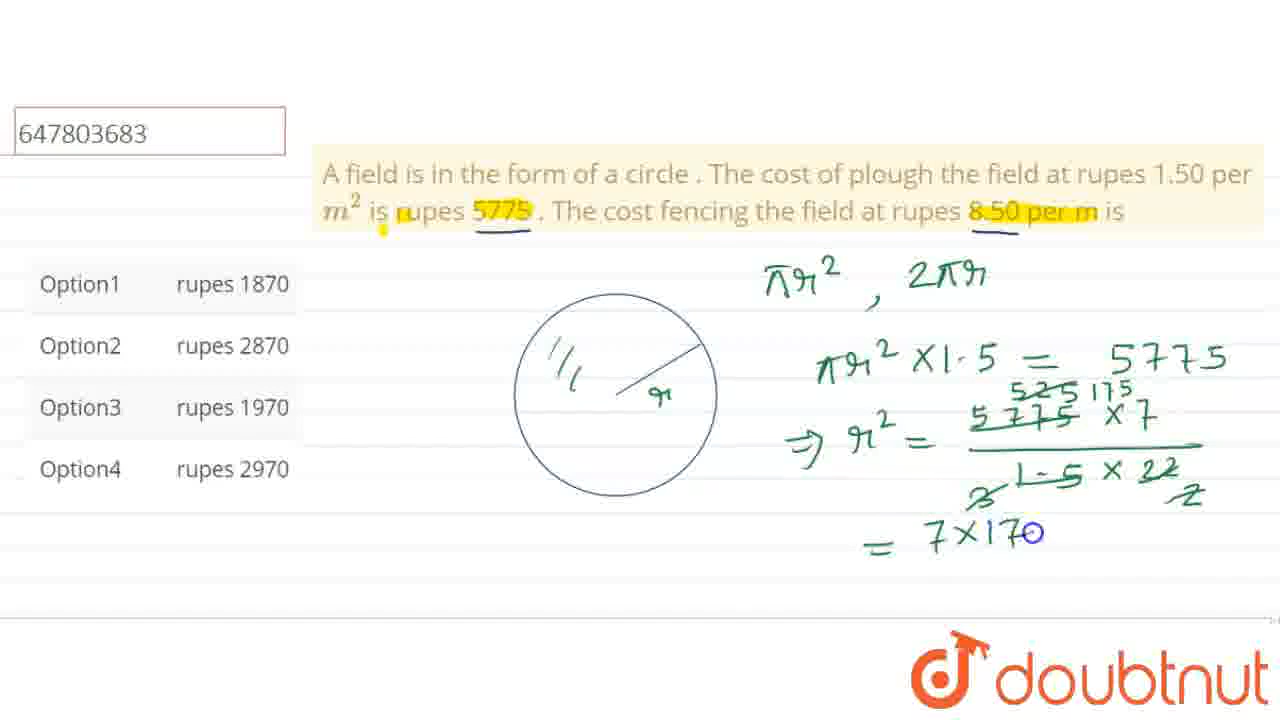 647803683
A field is in the form of a circle . The cost of plough the field at rupes 1.50 per
m² is rupes 5775 . The cost fencing the field at rupes 8.50 per m is
Option1 rupes 1870
Option2 rupes 2870
Option3 rupes 1970
Option4 rupes 2970
r
πr² , 2πr
πr² × 1.5 = 5775
525 175
⇒ r² = 5775 × 7
1.5 × 22
3 2
= 7 × 170
doubtnut